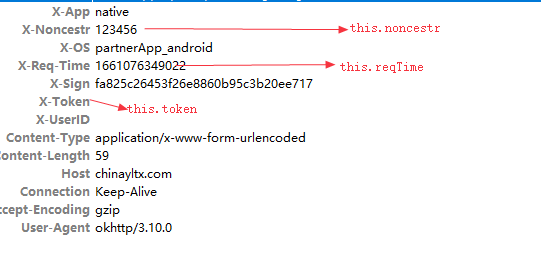 X-App native
X-Noncestr 123456 this.noncestr
X-OS partnerApp_android
X-Req-Time 1661076349022 this.reqTime
X-Sign fa825c26453f26e8860b95c3b20ee717
X-Token this.token
X-UserID
Content-Type application/x-www-form-urlencoded
Content-Length 59
Host chinayltx.com
Connection Keep-Alive
ccept-Encoding gzip
User-Agent okhttp/3.10.0